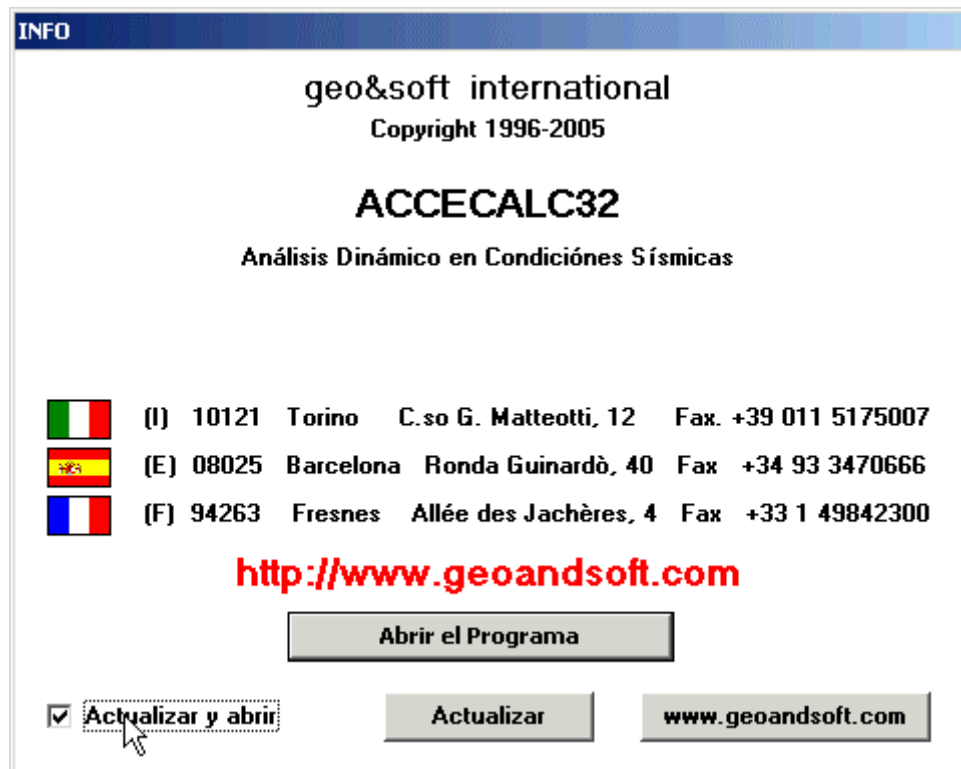 INFO
geo&soft international
Copyright 1996-2005
ACCECALC32
Análisis Dinámico en Condiciónes Sísmicas
(I) 10121 Torino C.so G. Matteotti, 12 Fax. +39 011 5175007
(E) 08025 Barcelona Ronda Guinardò, 40 Fax +34 93 3470666
(F) 94263 Fresnes Allée des Jachères, 4 Fax +33 1 49842300
http://www.geoandsoft.com
Abrir el Programa
Actualizar y abrir Actualizar www.geoandsoft.com